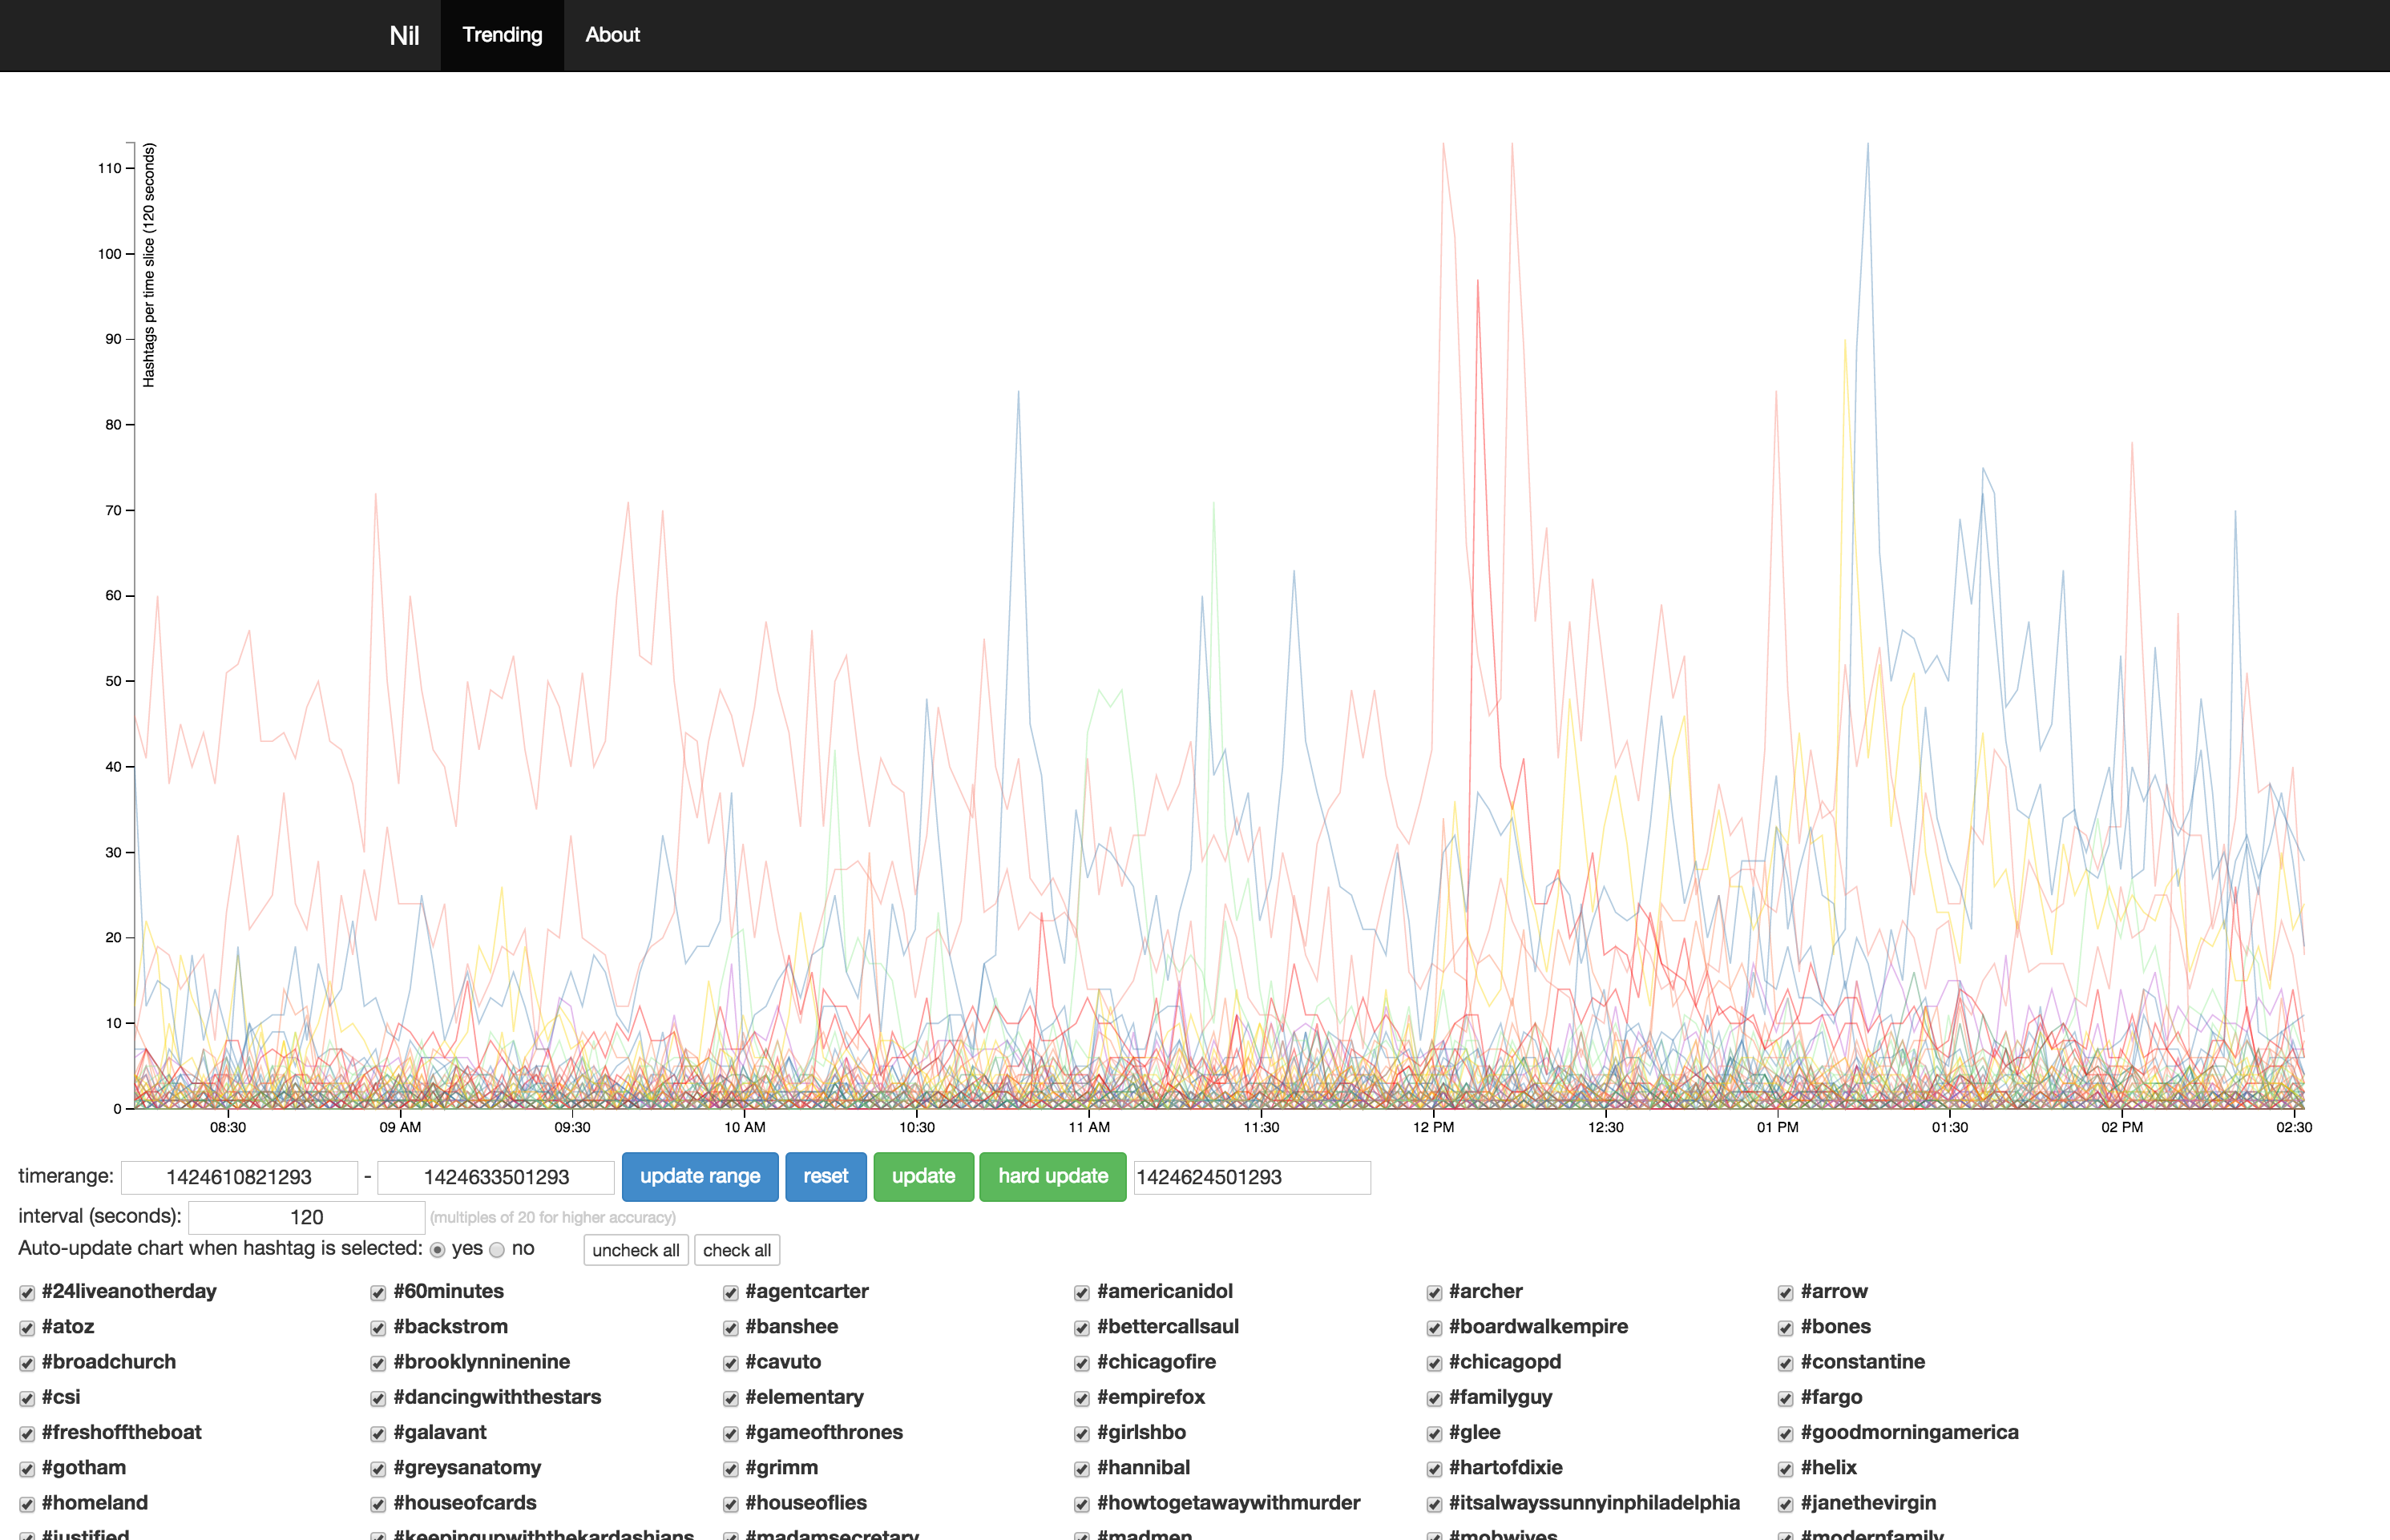 Nil Trending About
Hashtags per time slice (120 seconds)
110
100
90
80
70
60
50
40
30
20
10
0
08:30 09 AM 09:30 10 AM 10:30 11 AM 11:30 12 PM 12:30 01 PM 01:30 02 PM 02:30
timerange: 1424610821293 - 1424633501293 update range reset update hard update 1424624501293
interval (seconds): 120 (multiples of 20 for higher accuracy)
Auto-update chart when hashtag is selected: yes no uncheck all check all
#24liveanotherday #60minutes #agentcarter #americanidol #archer #arrow
#atoz #backstrom #banshee #bettercallsaul #boardwalkempire #bones
#broadchurch #brooklynninenine #cavuto #chicagofire #chicagopd #constantine
#csi #dancingwiththestars #elementary #empirefox #familyguy #fargo
#freshofftheboat #galavant #gameofthrones #girlshbo #glee #goodmorningamerica
#gotham #greysanatomy #grimm #hannibal #hartofdixie #helix
#homeland #houseofcards #houseoflies #howtogetawaywithmurder #itsalwayssunnyinphiladelphia #janethevirgin
#justified #keepingupwiththekardashians #madamsecretary #madmen #mobwives #modernfamily